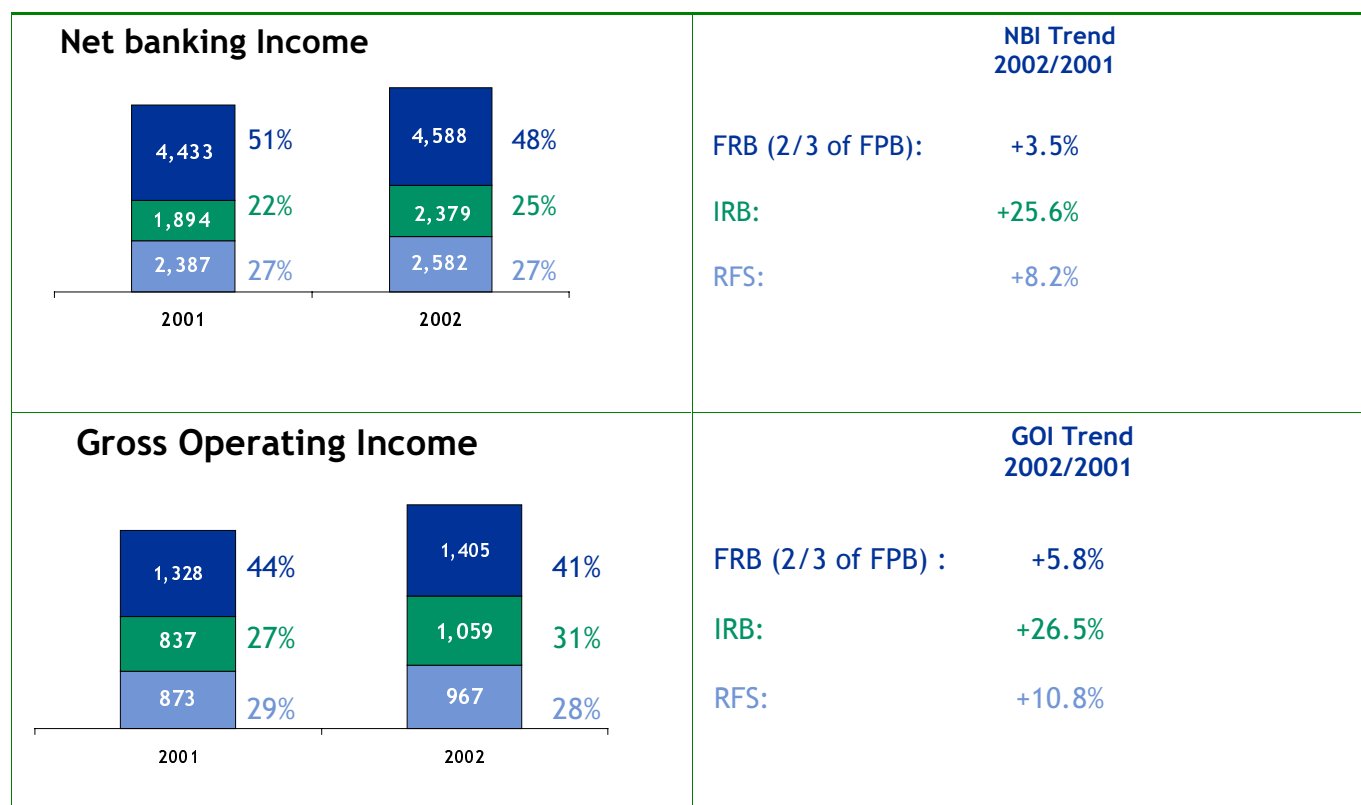 Net banking Income
4,433 51%
1,894 22%
2,387 27%
2001
4,588 48%
2,379 25%
2,582 27%
2002
NBI Trend
2002/2001
FRB (2/3 of FPB): +3.5%
IRB: +25.6%
RFS: +8.2%
Gross Operating Income
1,328 44%
837 27%
873 29%
2001
1,405 41%
1,059 31%
967 28%
2002
GOI Trend
2002/2001
FRB (2/3 of FPB) : +5.8%
IRB: +26.5%
RFS: +10.8%